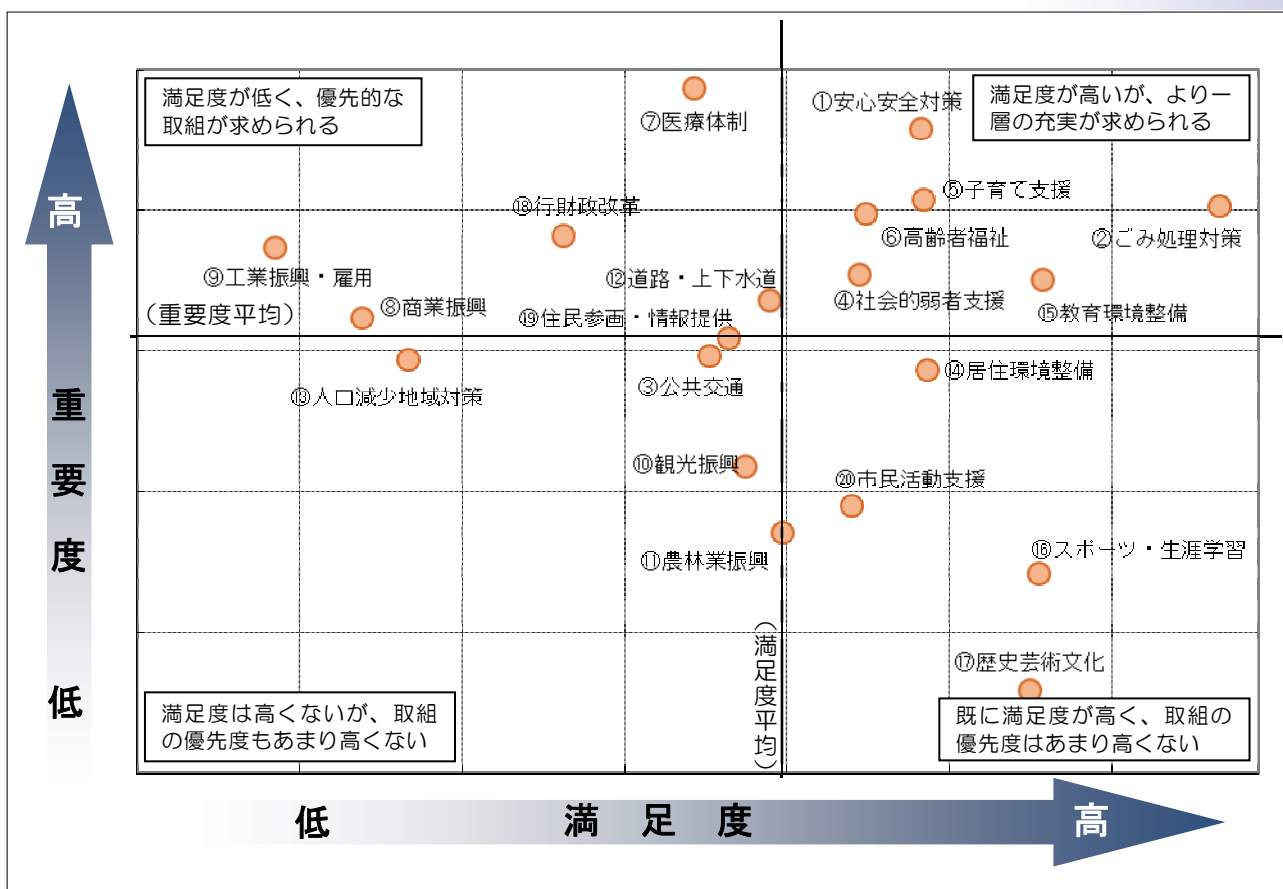 満足度が低く、優先的な
取組が求められる
満足度が高いが、より一
層の充実が求められる
⑦医療体制
①安心安全対策
⑤子育て支援
⑱行財政改革
⑥高齢者福祉
②ごみ処理対策
⑨工業振興・雇用
⑫道路・上下水道
④社会的弱者支援
⑮教育環境整備
(重要度平均)
⑧商業振興
⑲住民参画・情報提供
⑬人口減少地域対策
③公共交通
⑭居住環境整備
⑩観光振興
⑳市民活動支援
⑪農林業振興
⑯スポーツ・生涯学習
⑰歴史芸術文化
(満足度平均)
満足度は高くないが、取組
の優先度もあまり高くない
既に満足度が高く、取組の
優先度はあまり高くない
高 重要度 低
低 満足度 高